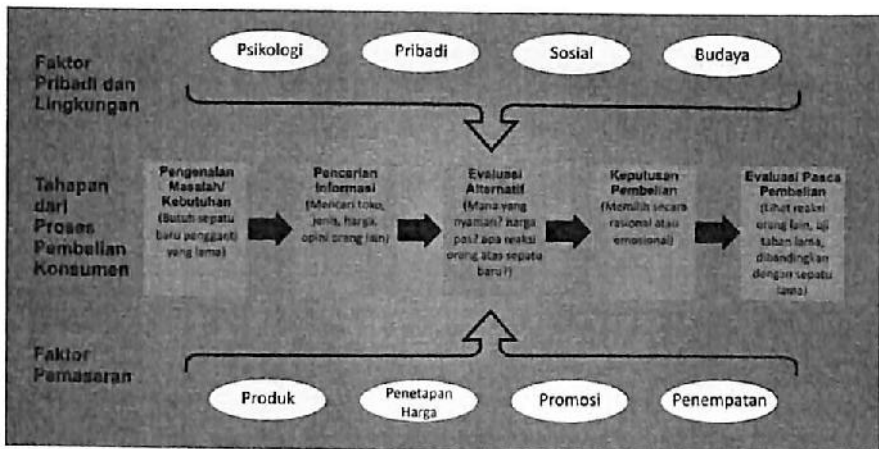 Psikologi
Pribadi
Sosial
Budaya
Faktor
Pribadi dan
Lingkungan
Tahapan
dari
Proses
Pembelian
Konsumen
Pengenalan
Masalah/
Kebutuhan
(Butuh sepatu
baru pengganti
yang lama)
Pencarian
Informasi
(Mencari toko,
jenis, harga,
opini orang lain)
Evaluasi
Alternatif
(Mana yang
nyaman? harga
pas? apa reaksi
orang atas sepatu
baru?)
Keputusan
Pembelian
(Memilih secara
rasional atau
emosional)
Evaluasi Pasca
Pembelian
(Lihat reaksi
orang lain, uji
tahan lama,
dibandingkan
dengan sepatu
lama)
Faktor
Pemasaran
Produk
Penetapan
Harga
Promosi
Penempatan